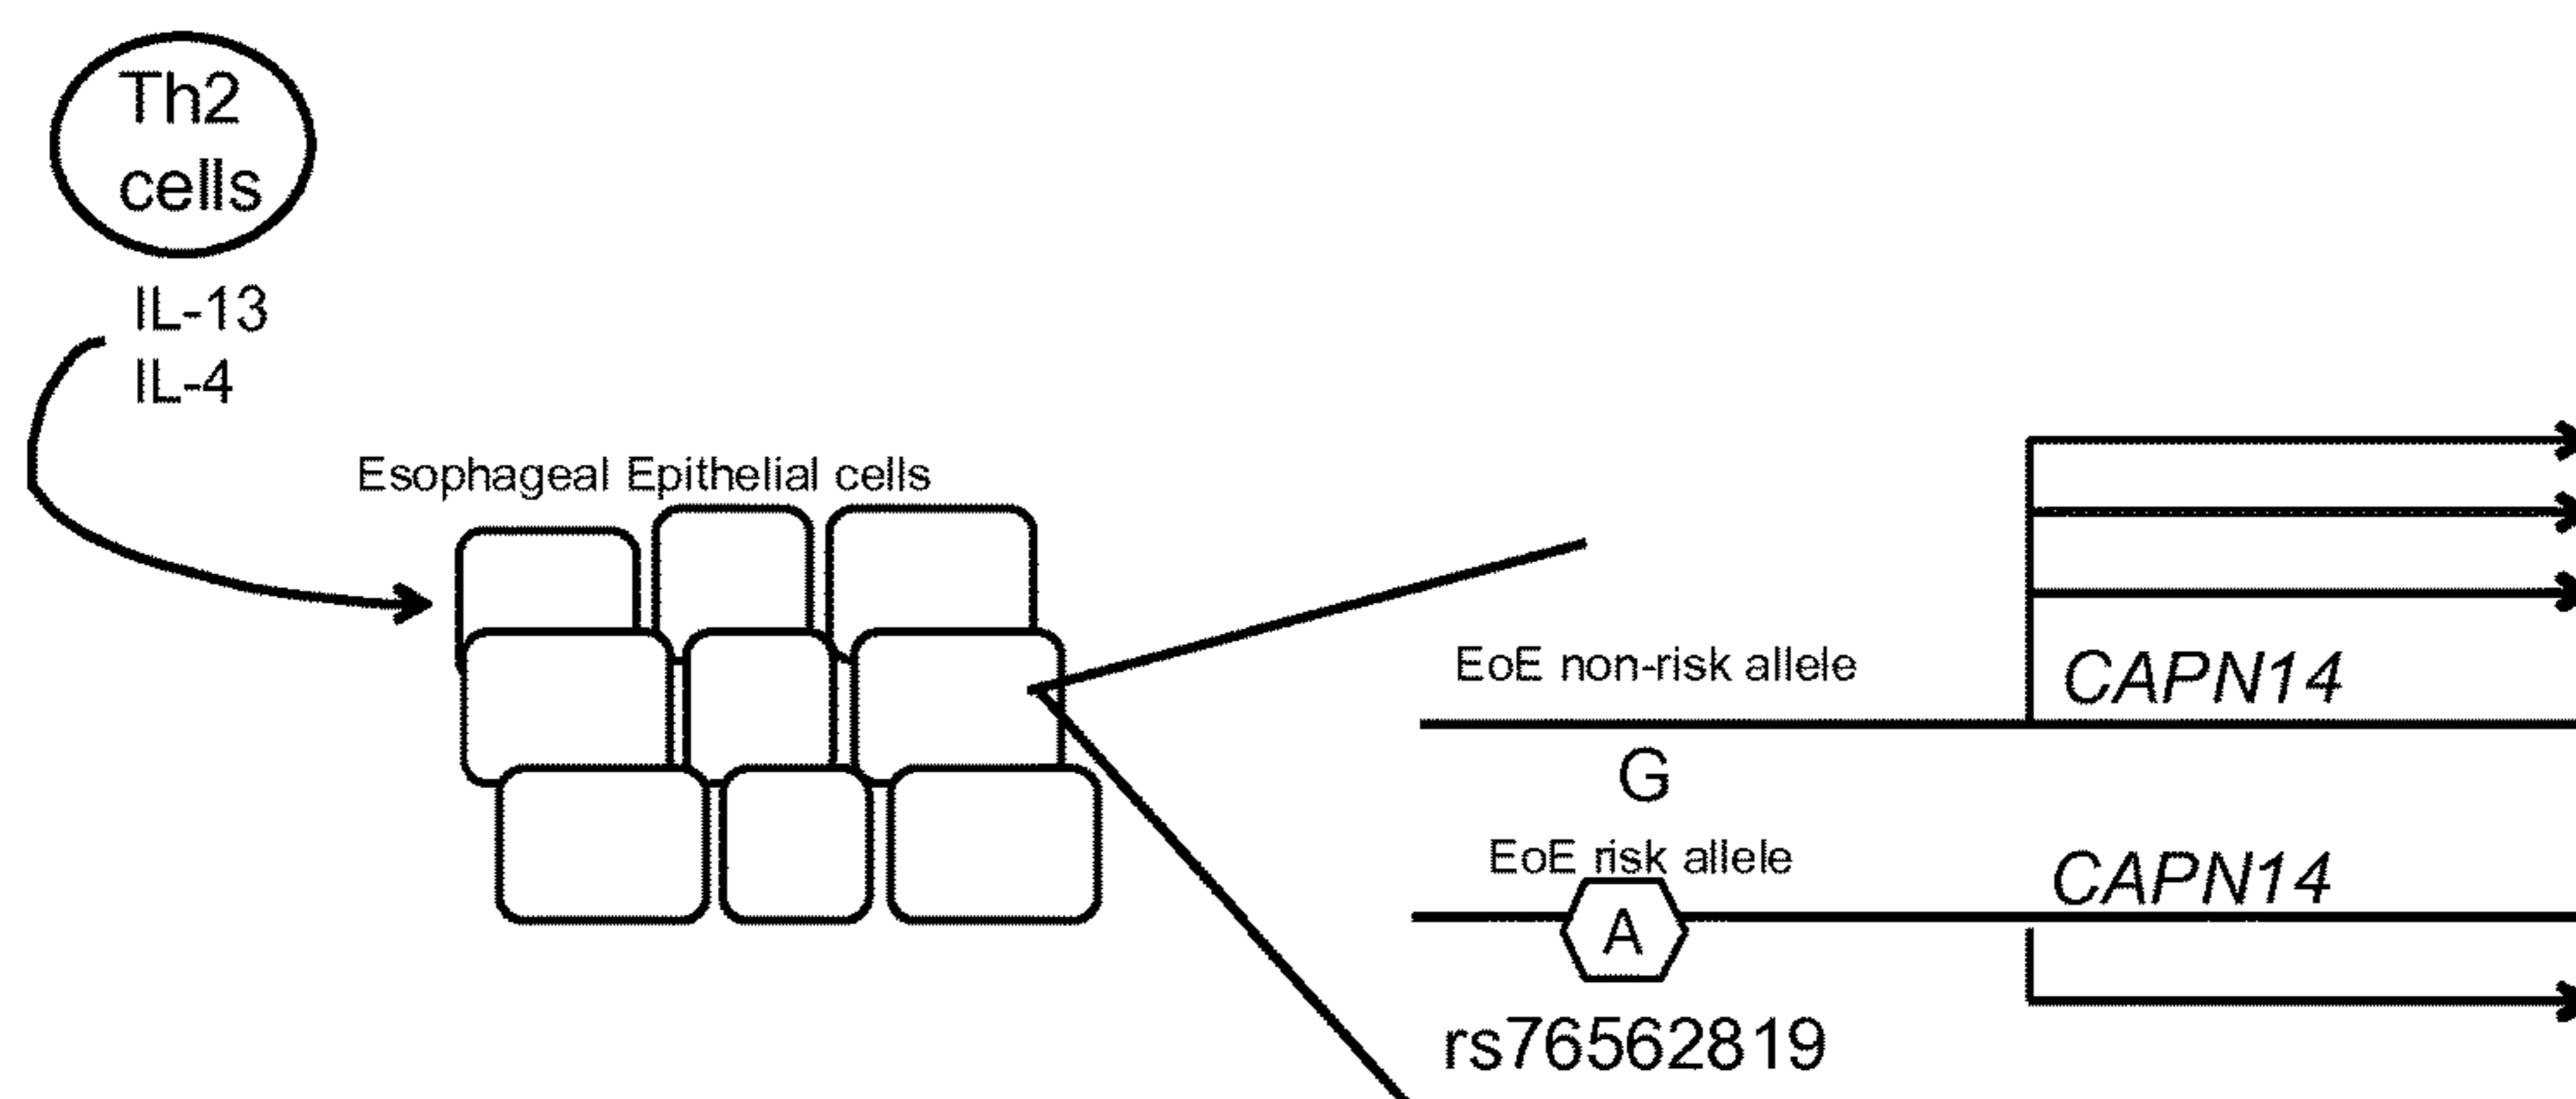 Th2
cells
IL-13
IL-4
Esophageal Epithelial cells
EoE non-risk allele
CAPN14
G
EoE risk allele
CAPN14
A
rs76562819